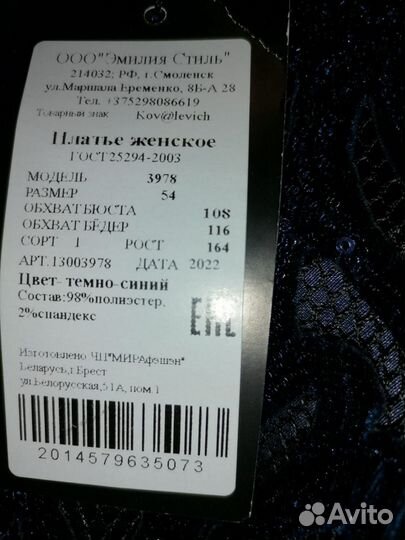 ООО"Эмилия Стиль"
214032; РФ, г.Смоленск
ул.Маршала Еременко, 8Б-А 28
Тел. +375298086619
Товарный знак Kov@levich
Платье женское
ГОСТ25294-2003
МОДЕЛЬ 3978
РАЗМЕР 54
ОБХВАТ БЮСТА 108
ОБХВАТ БЁДЕР 116
СОРТ 1 РОСТ 164
АРТ.13003978 ДАТА 2022
Цвет- темно-синий
Состав:98%полиэстер.
2%спандекс
EAC
Изготовлено ЧП"МИРАфэшэн"
Беларусь,г.Брест
ул.Белорусская,51А, пом.1
2014579635073
Avito